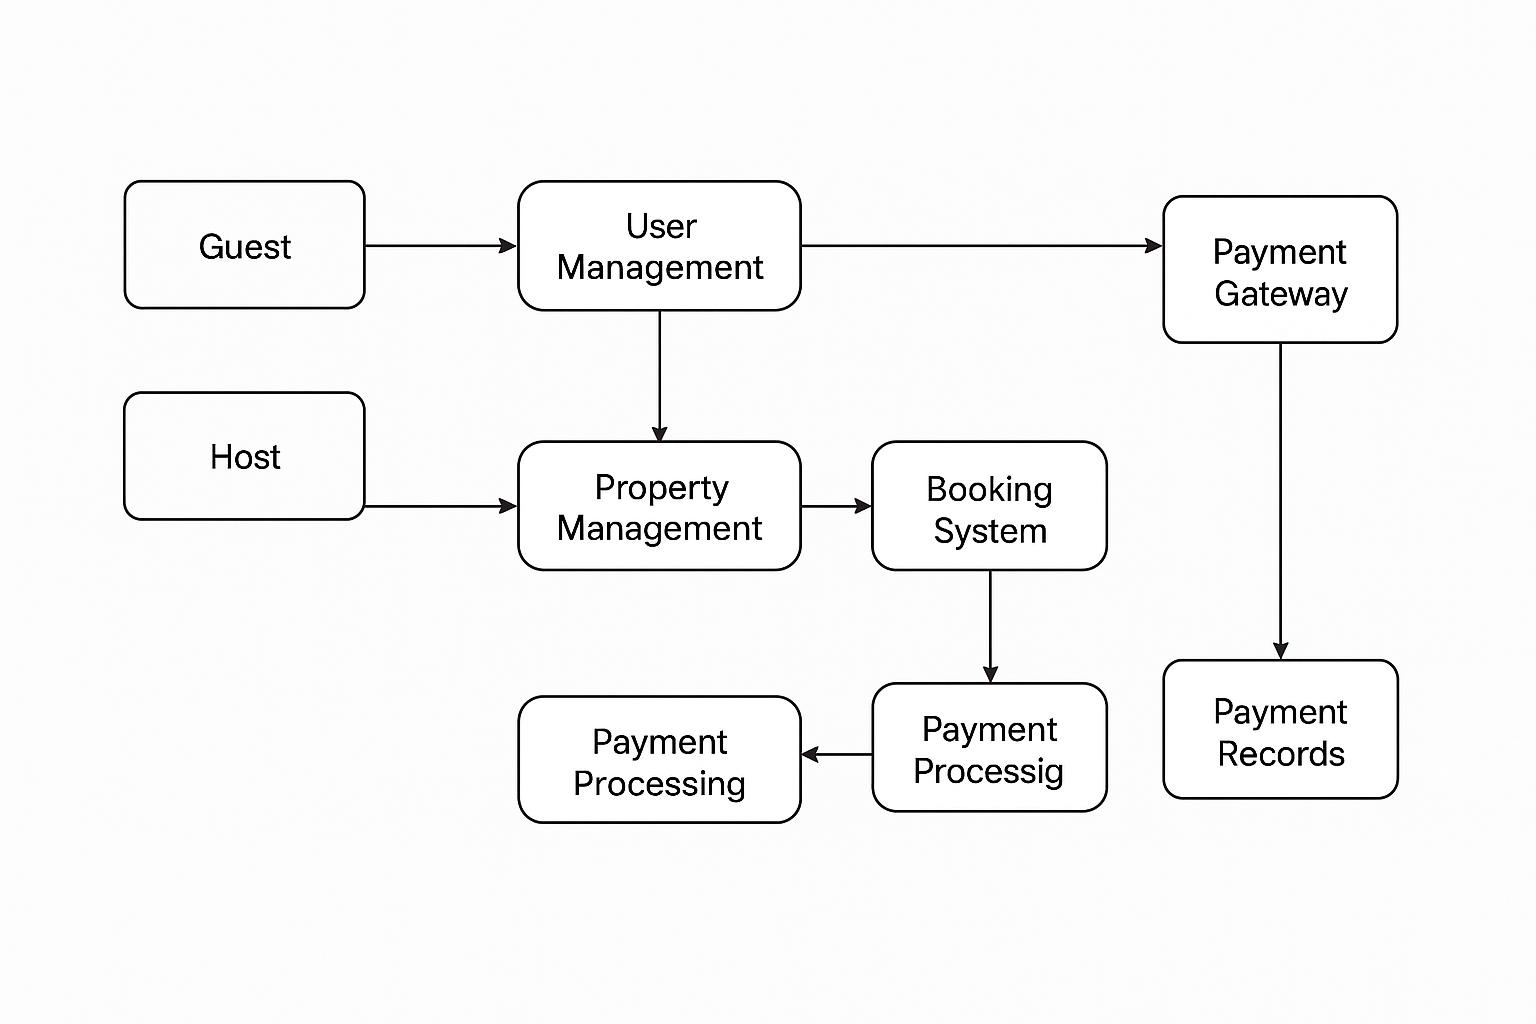 Guest
User
Management
Payment
Gateway
Host
Property
Management
Booking
System
Payment
Processing
Payment
Processig
Payment
Records